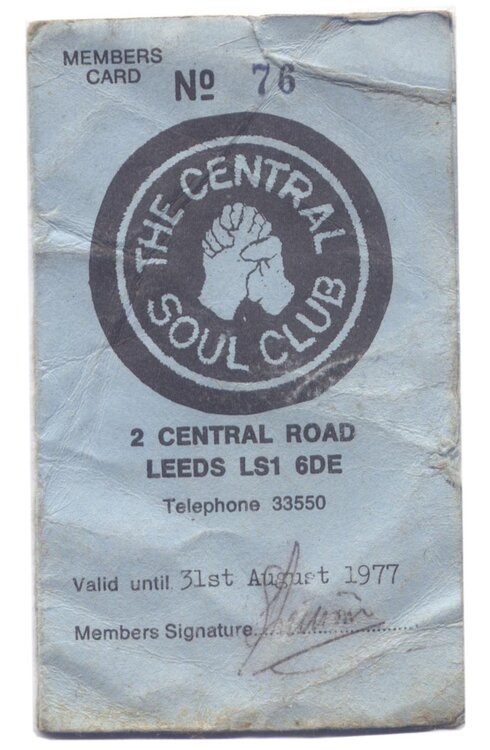 MEMBERS
CARD
Nº 76
THE CENTRAL
SOUL CLUB
2 CENTRAL ROAD
LEEDS LS1 6DE
Telephone 33550
Valid until 31st August 1977
Members Signature